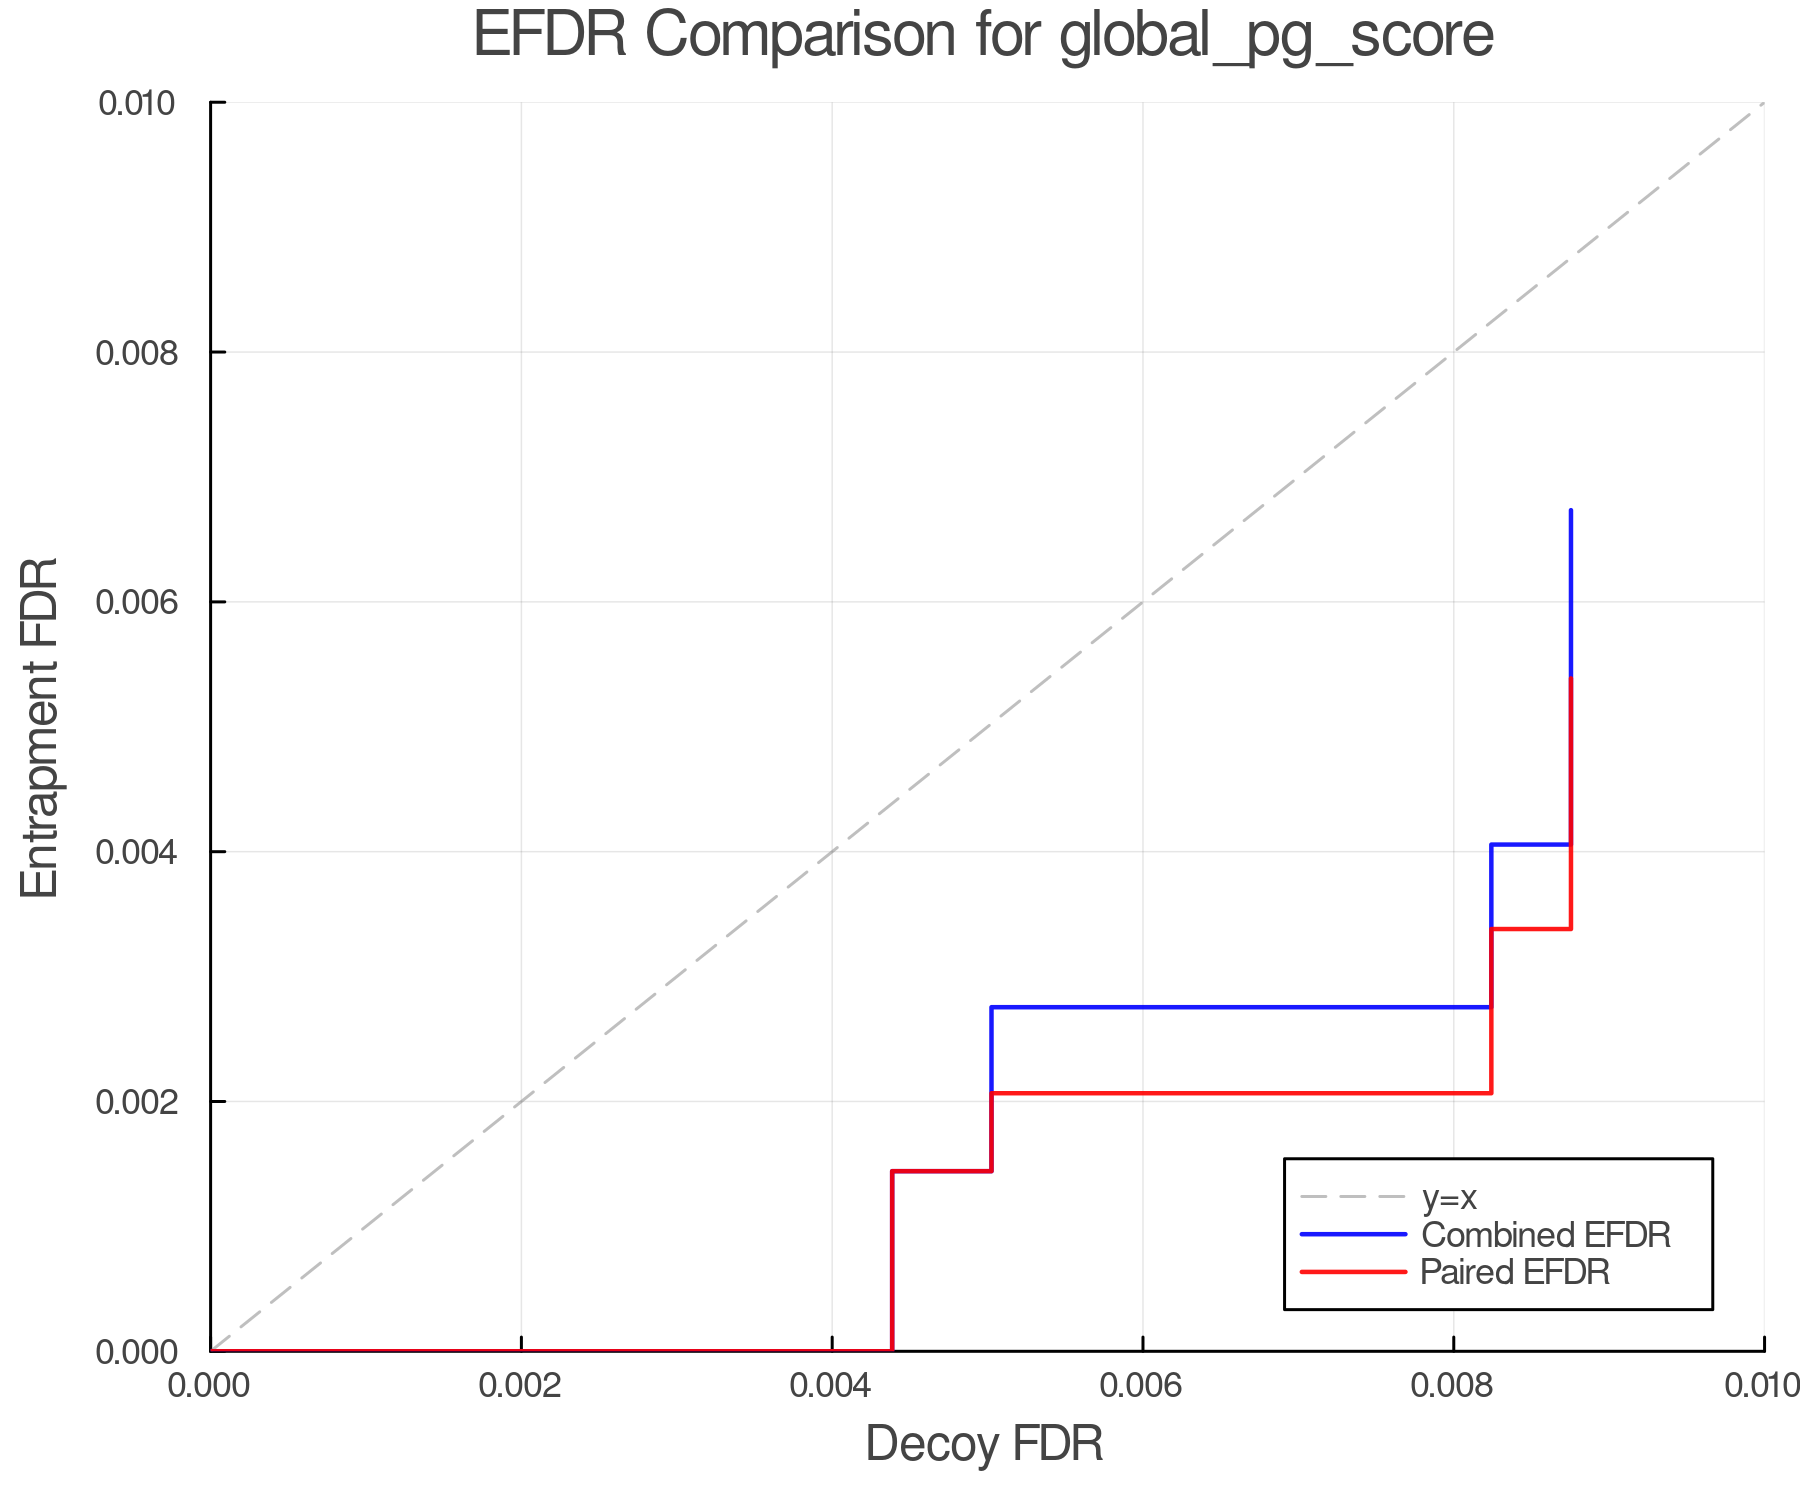 EFDR Comparison for global_pg_score
0.010
0.008
0.006
0.004
0.002
0.000
Entrapment FDR
y=x
Combined EFDR
Paired EFDR
0.000 0.002 0.004 0.006 0.008 0.010
Decoy FDR